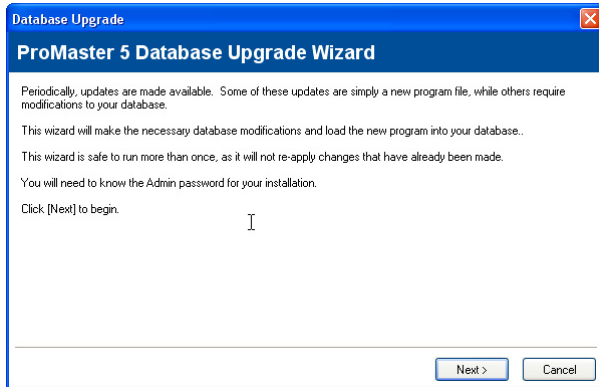 Database Upgrade
ProMaster 5 Database Upgrade Wizard
Periodically, updates are made available.  Some of these updates are simply a new program file, while others require
modifications to your database.
This wizard will make the necessary database modifications and load the new program into your database..
This wizard is safe to run more than once, as it will not re-apply changes that have already been made.
You will need to know the Admin password for your installation.
Click [Next] to begin.
Next > Cancel